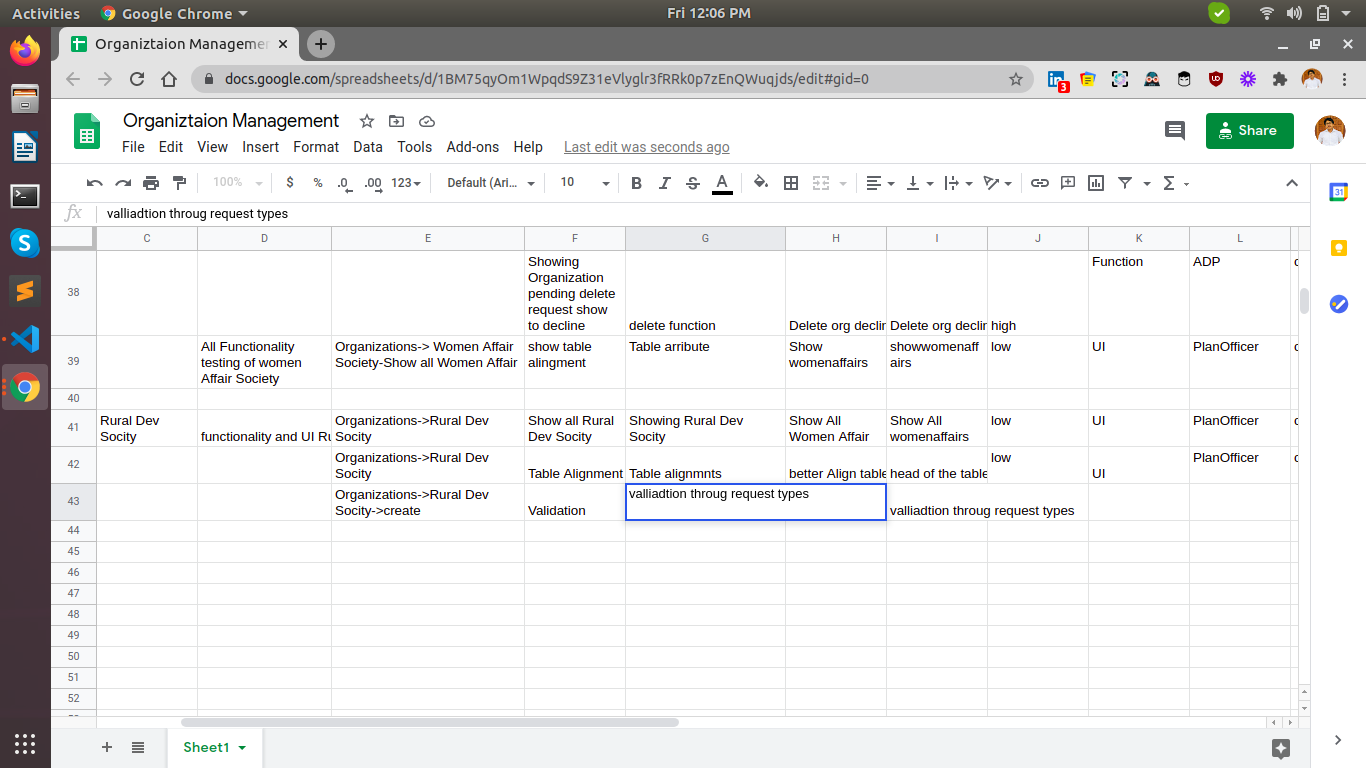 Activities Google Chrome Fri 12:06 PM
Organiztaion Manageme
docs.google.com/spreadsheets/d/1BM75qyOm1WpqdS9Z31eVlyglr3fRRk0p7zEnQWuqjds/edit#gid=0
3
Organiztaion Management
File Edit View Insert Format Data Tools Add-ons Help Last edit was seconds ago
Share
100% $ % .0 .00 123 Default (Ari... 10 B I S A Σ
31
fx valliadtion throug request types
C D E F G H I J K L
38
Showing
Organization
pending delete
request show
to decline
delete function
Delete org declin
Delete org declin
high
Function
ADP
39
All Functionality
testing of women
Affair Society
Organizations-> Women Affair
Society-Show all Women Affair
show table
alingment
Table arribute
Show
womenaffairs
showwomenaff
airs
low
UI
PlanOfficer
40
41
Rural Dev
Socity
functionality and UI Ru
Organizations->Rural Dev
Socity
Show all Rural
Dev Socity
Showing Rural Dev
Socity
Show All
Women Affair
Show All
womenaffairs
low
UI
PlanOfficer
42
Organizations->Rural Dev
Socity
Table Alignment
Table alignmnts
better Align table
head of the table
low
UI
PlanOfficer
43
Organizations->Rural Dev
Socity->create
Validation
valliadtion throug request types
valliadtion throug request types
44
45
46
47
48
49
50
51
52
Sheet1